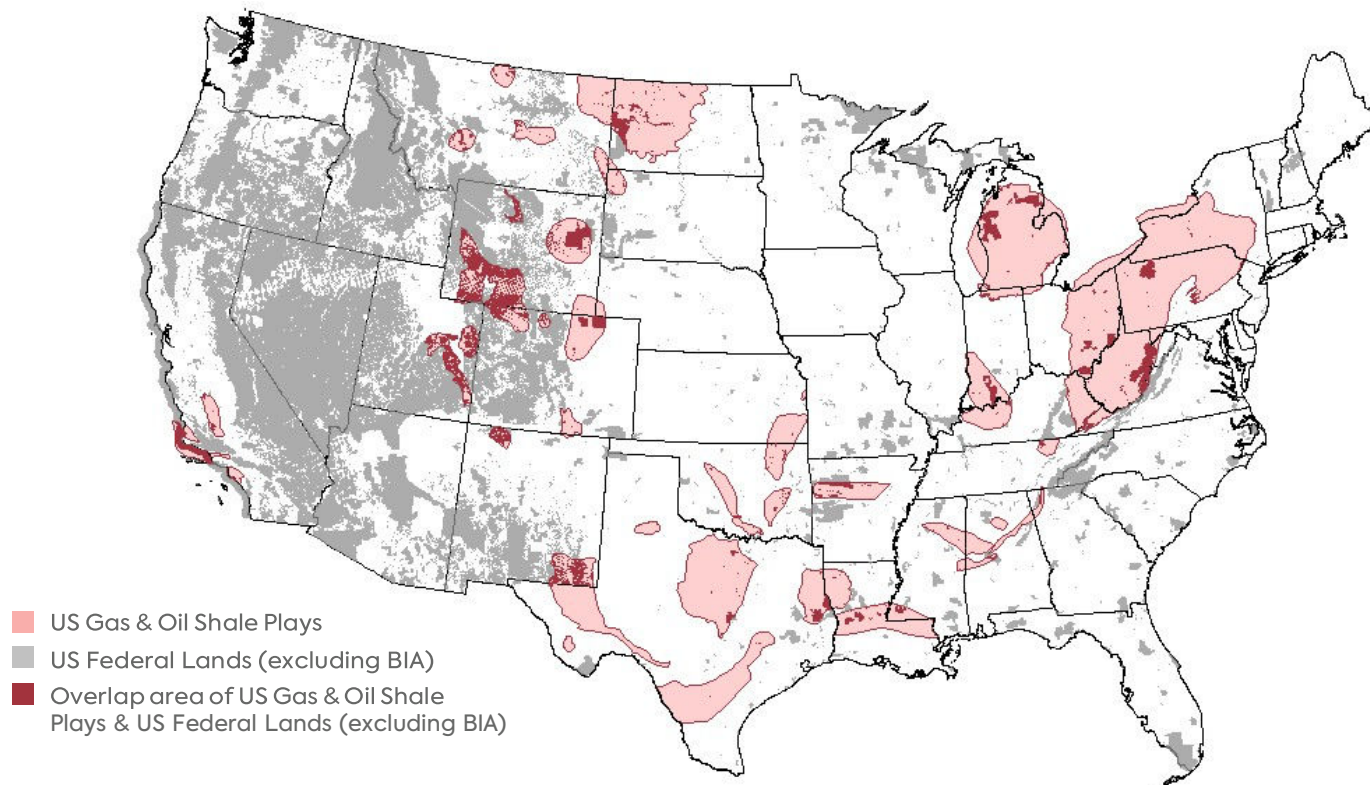 US Gas & Oil Shale Plays
US Federal Lands (excluding BIA)
Overlap area of US Gas & Oil Shale
Plays & US Federal Lands (excluding BIA)